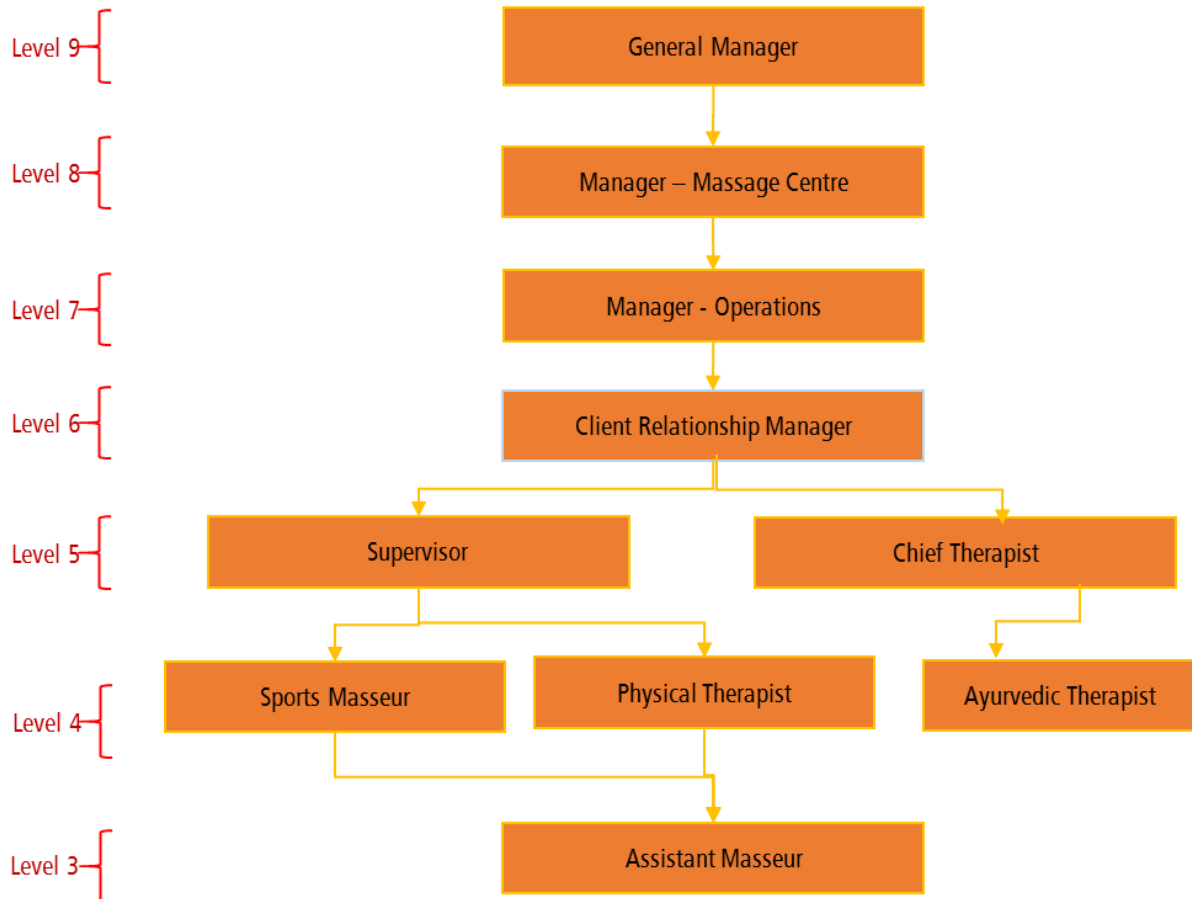 Level 9
General Manager
Level 8
Manager – Massage Centre
Level 7
Manager - Operations
Level 6
Client Relationship Manager
Level 5
Supervisor
Chief Therapist
Level 4
Sports Masseur
Physical Therapist
Ayurvedic Therapist
Level 3
Assistant Masseur